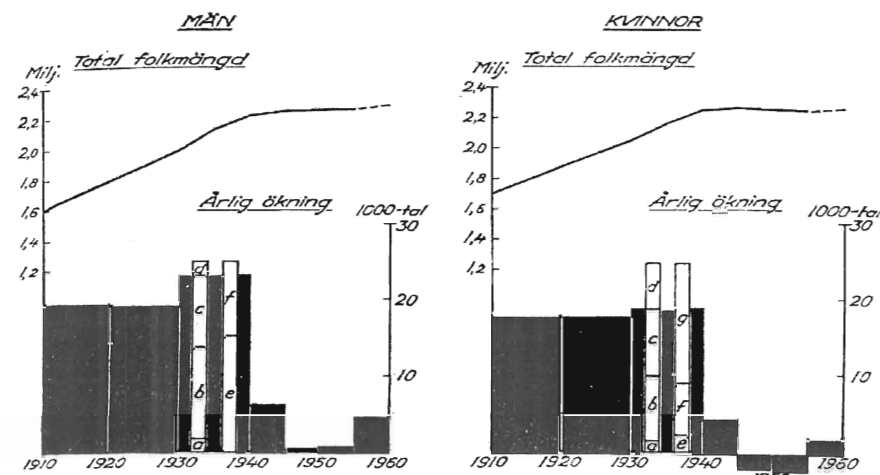 MÄN
Total folkmängd
Milj.
2,4
2,2
2,0
1,8
1,6
1,4
1,2
Årlig ökning
1000-tal
30
20
10
d
c
b
a
f
e
1910 1920 1930 1940 1950 1960
KVINNOR
Total folkmängd
Milj.
2,4
2,2
2,0
1,8
1,6
1,4
1,2
Årlig ökning
1000-tal
30
20
10
d
c
b
a
g
f
e
1910 1920 1930 1940 1950 1960